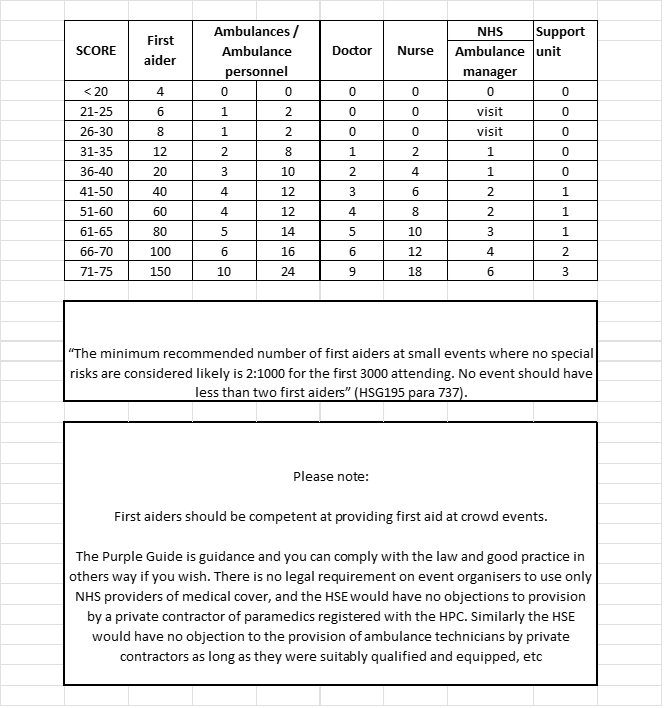 SCORE First aider Ambulances / Ambulance personnel Doctor Nurse NHS Ambulance manager Support unit
< 20 4 0 0 0 0 0 0
21-25 6 1 2 0 0 visit 0
26-30 8 1 2 0 0 visit 0
31-35 12 2 8 1 2 1 0
36-40 20 3 10 2 4 1 0
41-50 40 4 12 3 6 2 1
51-60 60 4 12 4 8 2 1
61-65 80 5 14 5 10 3 1
66-70 100 6 16 6 12 4 2
71-75 150 10 24 9 18 6 3
“The minimum recommended number of first aiders at small events where no special
risks are considered likely is 2:1000 for the first 3000 attending. No event should have
less than two first aiders” (HSG195 para 737).
Please note:
First aiders should be competent at providing first aid at crowd events.
The Purple Guide is guidance and you can comply with the law and good practice in
others way if you wish. There is no legal requirement on event organisers to use only
NHS providers of medical cover, and the HSE would have no objections to provision
by a private contractor of paramedics registered with the HPC. Similarly the HSE
would have no objection to the provision of ambulance technicians by private
contractors as long as they were suitably qualified and equipped, etc